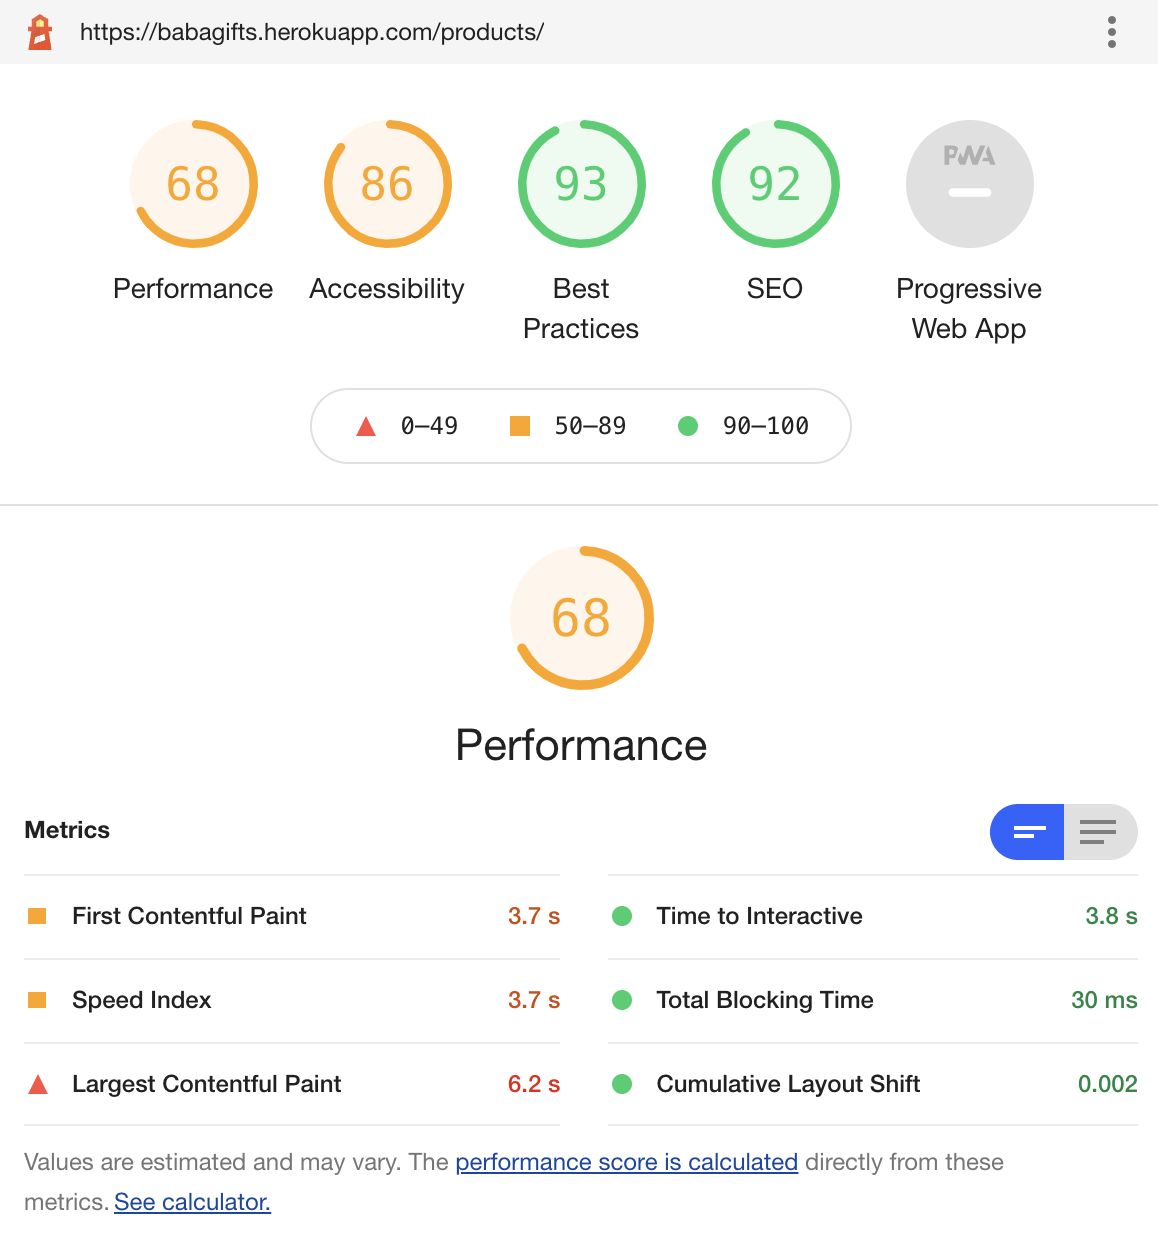 https://babagifts.herokuapp.com/products/
68 86 93 92 PWA
Performance Accessibility Best Practices SEO Progressive Web App
0–49 50–89 90–100
68
Performance
Metrics
First Contentful Paint 3.7 s
Time to Interactive 3.8 s
Speed Index 3.7 s
Total Blocking Time 30 ms
Largest Contentful Paint 6.2 s
Cumulative Layout Shift 0.002
Values are estimated and may vary. The performance score is calculated directly from these
metrics. See calculator.